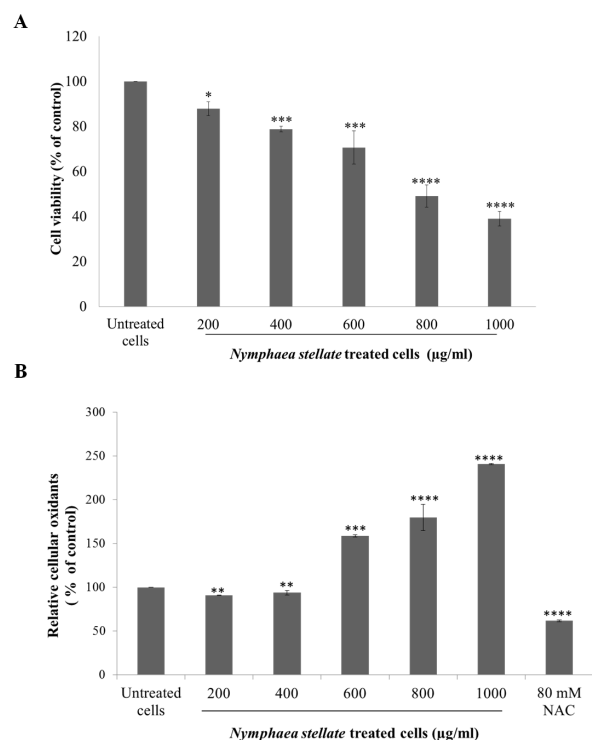 A
Cell viability (% of control)
120
100
80
60
40
20
0
*
***
***
****
****
Untreated
cells
200 400 600 800 1000
Nymphaea stellate treated cells (µg/ml)
B
Relative cellular oxidants
( % of control)
300
250
200
150
100
50
0
**
**
***
****
****
****
Untreated
cells
200 400 600 800 1000
80 mM
NAC
Nymphaea stellate treated cells (µg/ml)